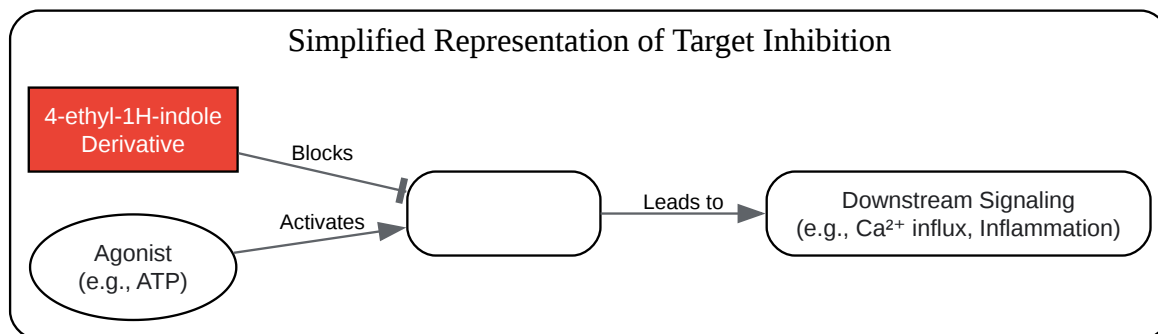 Simplified Representation of Target Inhibition
4-ethyl-1H-indole
Derivative
Blocks
Activates
Agonist
(e.g., ATP)
Leads to
Downstream Signaling
(e.g., Ca²⁺ influx, Inflammation)